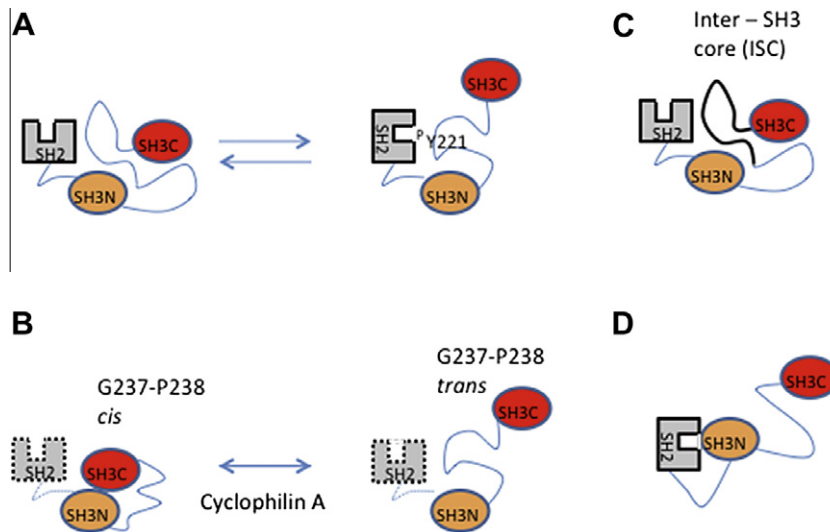 A
SH2
SH3C
SH3N
SH3C
SH2
PY221
SH3N
C
Inter – SH3
core (ISC)
SH2
SH3C
SH3N
B
G237-P238
cis
SH2
SH3C
SH3N
Cyclophilin A
G237-P238
trans
SH3C
SH2
SH3N
D
SH3C
SH2
SH3N